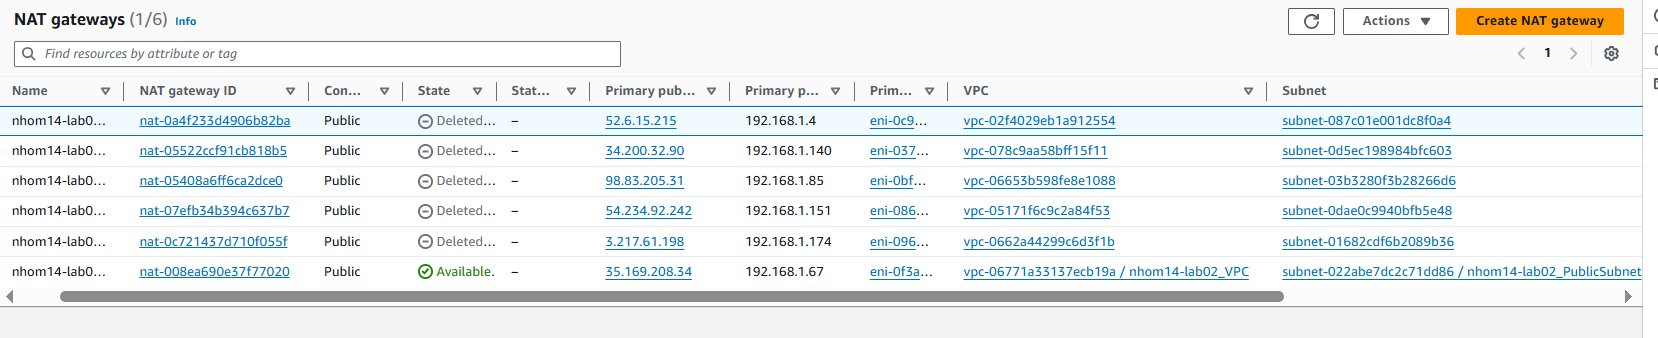 NAT gateways (1/6) Info
Actions
Create NAT gateway
Find resources by attribute or tag
1
Name NAT gateway ID Con... State Stat... Primary pub... Primary p... Prim... VPC Subnet
nhom14-lab0... nat-0a4f233d4906b82ba Public Deleted... – 52.6.15.215 192.168.1.4 eni-0c9... vpc-02f4029eb1a912554 subnet-087c01e001dc8f0a4
nhom14-lab0... nat-05522ccf91cb818b5 Public Deleted... – 34.200.32.90 192.168.1.140 eni-037... vpc-078c9aa58bff15f11 subnet-0d5ec198984bfc603
nhom14-lab0... nat-05408a6ff6ca2dce0 Public Deleted... – 98.83.205.31 192.168.1.85 eni-0bf... vpc-06653b598fe8e1088 subnet-03b3280f3b28266d6
nhom14-lab0... nat-07efb34b394c637b7 Public Deleted... – 54.234.92.242 192.168.1.151 eni-086... vpc-05171f6c9c2a84f53 subnet-0dae0c9940bfb5e48
nhom14-lab0... nat-0c721437d710f055f Public Deleted... – 3.217.61.198 192.168.1.174 eni-096... vpc-0662a44299c6d3f1b subnet-01682cdf6b2089b36
nhom14-lab0... nat-008ea690e37f77020 Public Available. – 35.169.208.34 192.168.1.67 eni-0f3a... vpc-06771a33137ecb19a / nhom14-lab02_VPC subnet-022abe7dc2c71dd86 / nhom14-lab02_PublicSubnet